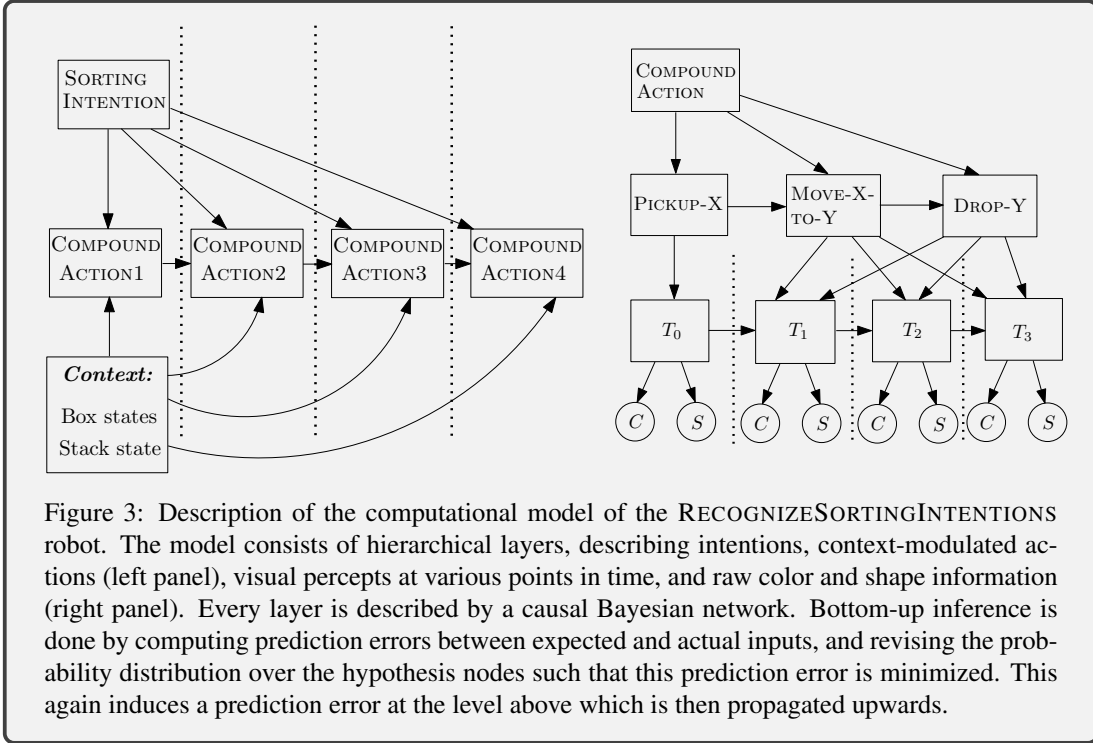 SORTING
INTENTION
COMPOUND
ACTION1
COMPOUND
ACTION2
COMPOUND
ACTION3
COMPOUND
ACTION4
Context:
Box states
Stack state
COMPOUND
ACTION
PICKUP-X
MOVE-X-
TO-Y
DROP-Y
T0
T1
T2
T3
C
S
C
S
C
S
C
S
Figure 3: Description of the computational model of the RECOGNIZESORTINGINTENTIONS
robot. The model consists of hierarchical layers, describing intentions, context-modulated ac-
tions (left panel), visual percepts at various points in time, and raw color and shape information
(right panel). Every layer is described by a causal Bayesian network. Bottom-up inference is
done by computing prediction errors between expected and actual inputs, and revising the prob-
ability distribution over the hypothesis nodes such that this prediction error is minimized. This
again induces a prediction error at the level above which is then propagated upwards.